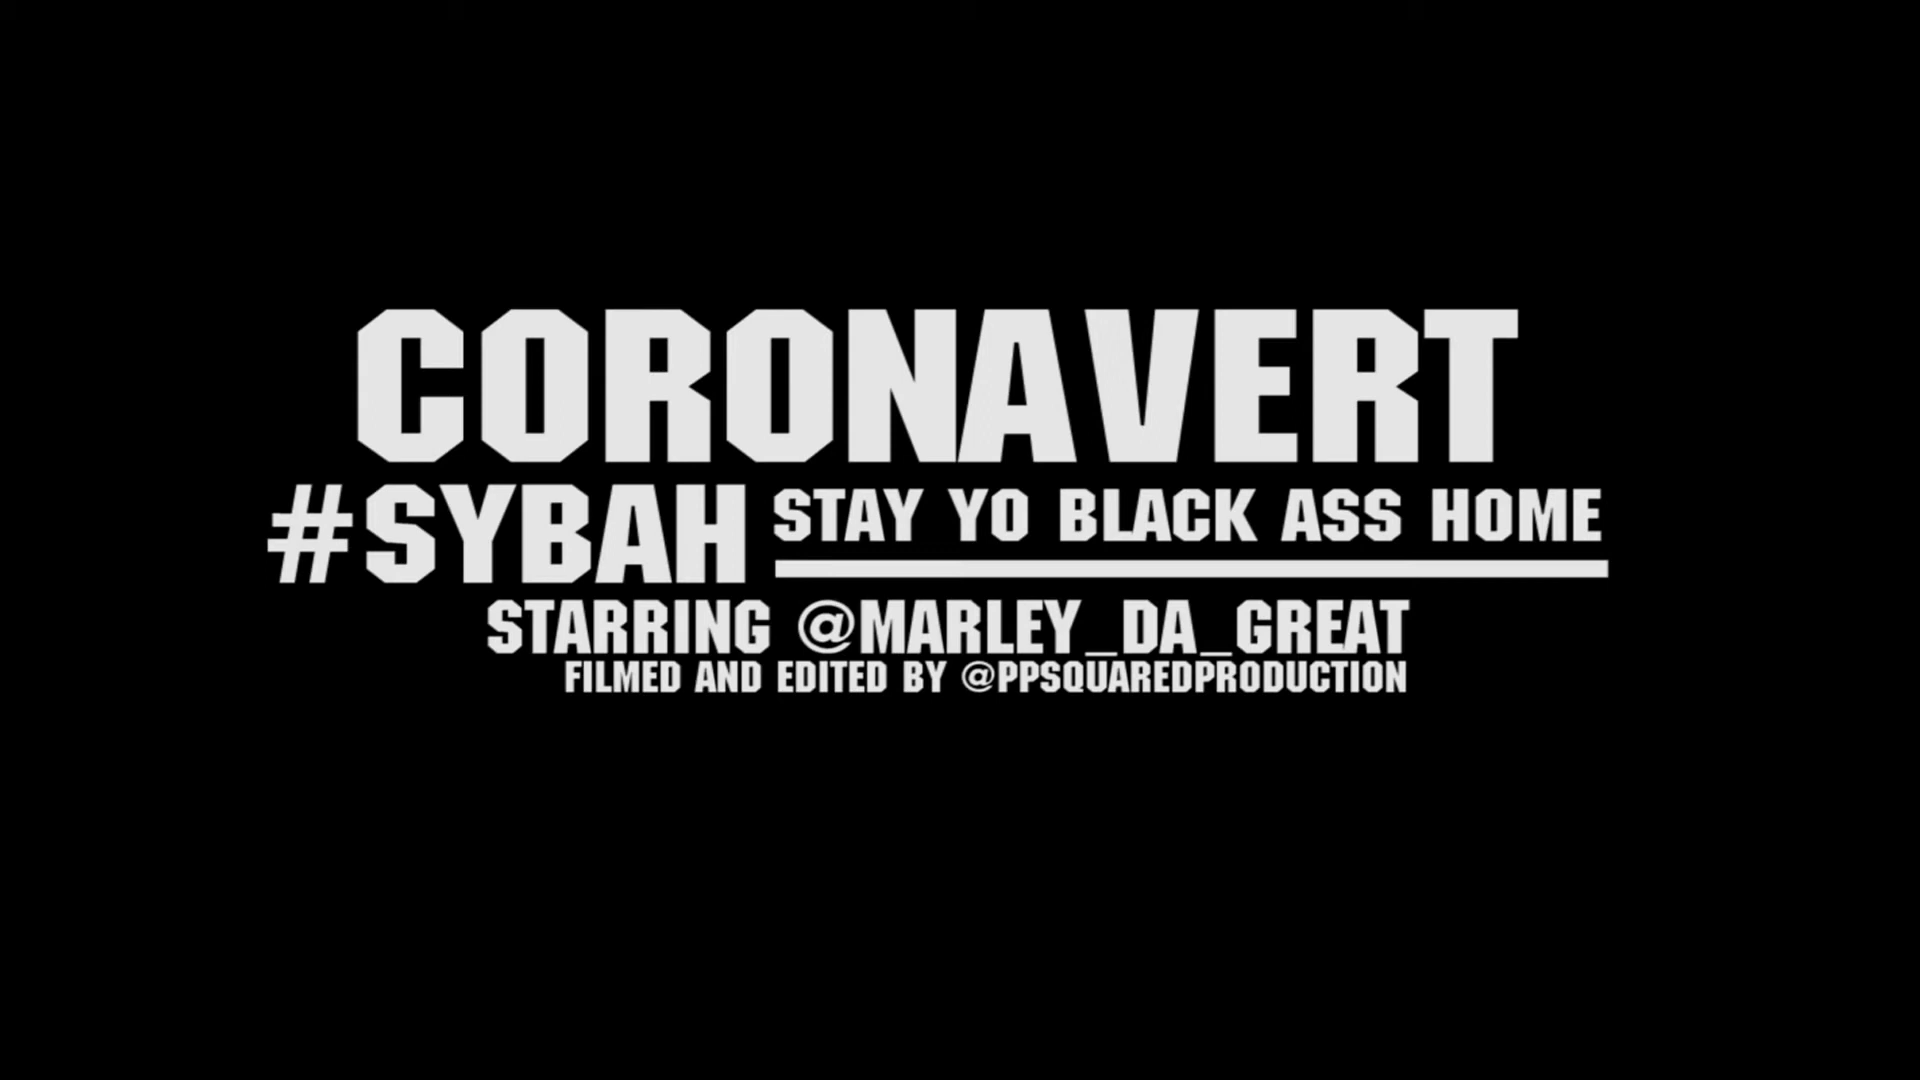 CORONAVERT
#SYBAH STAY YO BLACK ASS HOME
STARRING @MARLEY_DA_GREAT
FILMED AND EDITED BY @PPSQUAREDPRODUCTION